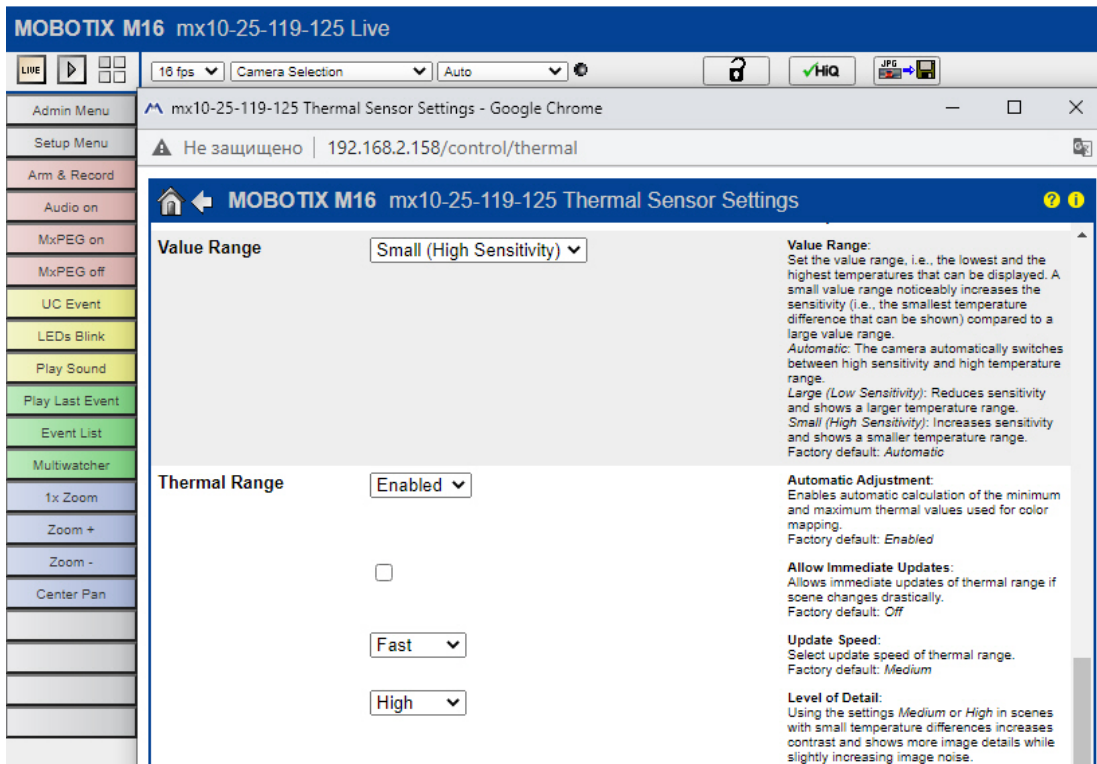 MOBOTIX M16 mx10-25-119-125 Live
LIVE
16 fps Camera Selection Auto HiQ JPG
Admin Menu
Setup Menu
Arm & Record
Audio on
MxPEG on
MxPEG off
UC Event
LEDs Blink
Play Sound
Play Last Event
Event List
Multiwatcher
1x Zoom
Zoom +
Zoom -
Center Pan
mx10-25-119-125 Thermal Sensor Settings - Google Chrome
Не защищено 192.168.2.158/control/thermal
MOBOTIX M16 mx10-25-119-125 Thermal Sensor Settings
? i
Value Range
Small (High Sensitivity)
Value Range:
Set the value range, i.e., the lowest and the
highest temperatures that can be displayed. A
small value range noticeably increases the
sensitivity (i.e., the smallest temperature
difference that can be shown) compared to a
large value range.
Automatic: The camera automatically switches
between high sensitivity and high temperature
range.
Large (Low Sensitivity): Reduces sensitivity
and shows a larger temperature range.
Small (High Sensitivity): Increases sensitivity
and shows a smaller temperature range.
Factory default: Automatic
Thermal Range
Enabled
Automatic Adjustment:
Enables automatic calculation of the minimum
and maximum thermal values used for color
mapping.
Factory default: Enabled
Allow Immediate Updates:
Allows immediate updates of thermal range if
scene changes drastically.
Factory default: Off
Fast
Update Speed:
Select update speed of thermal range.
Factory default: Medium
High
Level of Detail:
Using the settings Medium or High in scenes
with small temperature differences increases
contrast and shows more image details while
slightly increasing image noise.